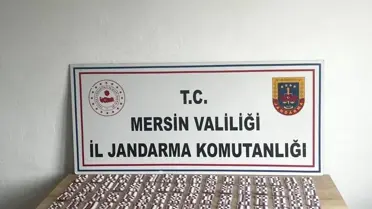 T.C.
MERSİN VALİLİĞİ
İL JANDARMA KOMUTANLIĞI